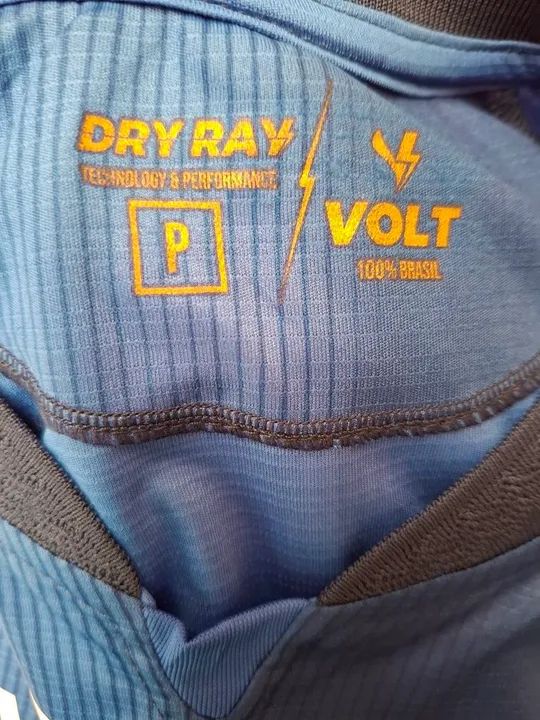 DRY RAY
TECHNOLOGY & PERFORMANCE
P
VOLT
100% BRASIL